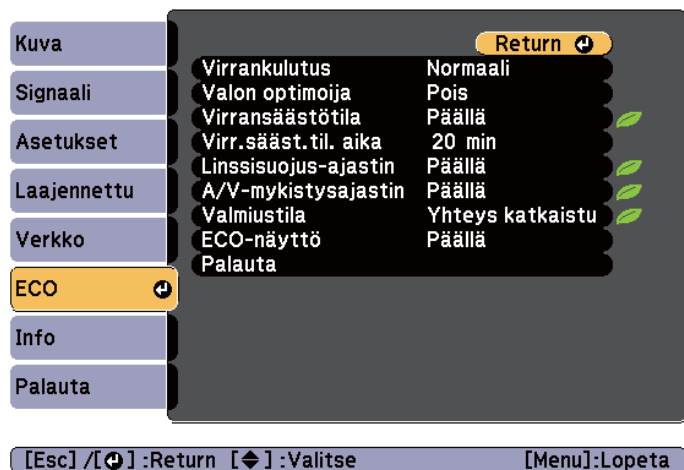 Kuva
Signaali
Asetukset
Laajennettu
Verkko
ECO
Info
Palauta
Return
Virrankulutus Normaali
Valon optimoija Pois
Virransäästötila Päällä
Virr.sääst.til. aika 20 min
Linssisuojus-ajastin Päällä
A/V-mykistysajastin Päällä
Valmiustila Yhteys katkaistu
ECO-näyttö Päällä
Palauta
[Esc] /[⏎] :Return [◆] :Valitse [Menu]:Lopeta